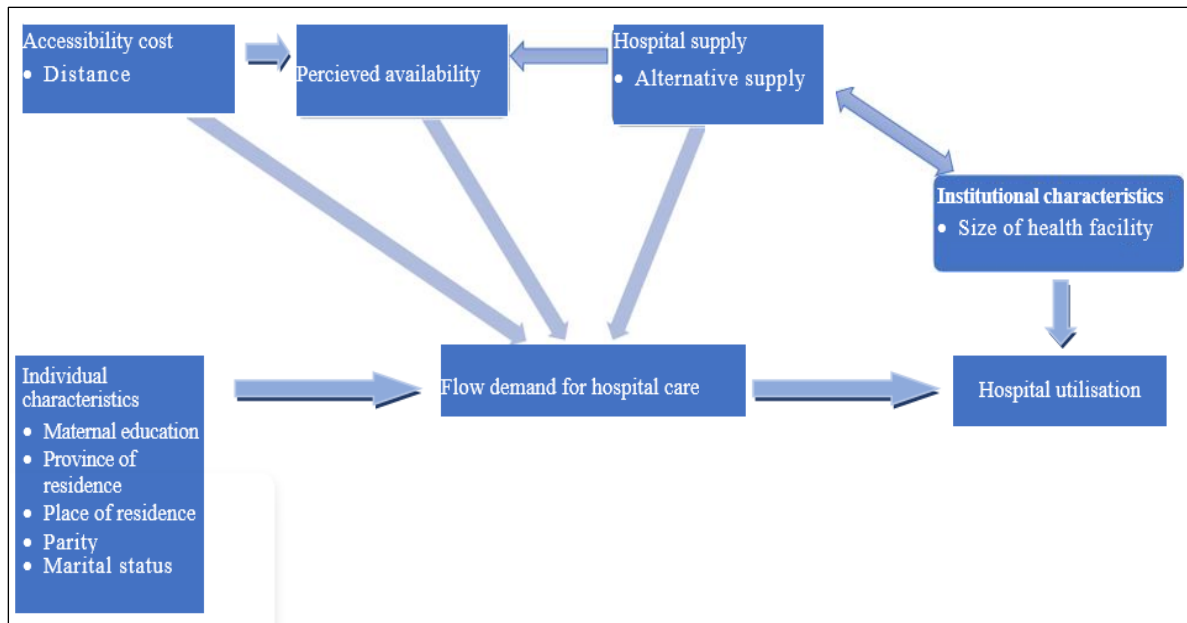 Accessibility cost
• Distance
Percieved availability
Hospital supply
• Alternative supply
Institutional characteristics
• Size of health facility
Individual
characteristics
• Maternal education
• Province of
residence
• Place of residence
• Parity
• Marital status
Flow demand for hospital care
Hospital utilisation